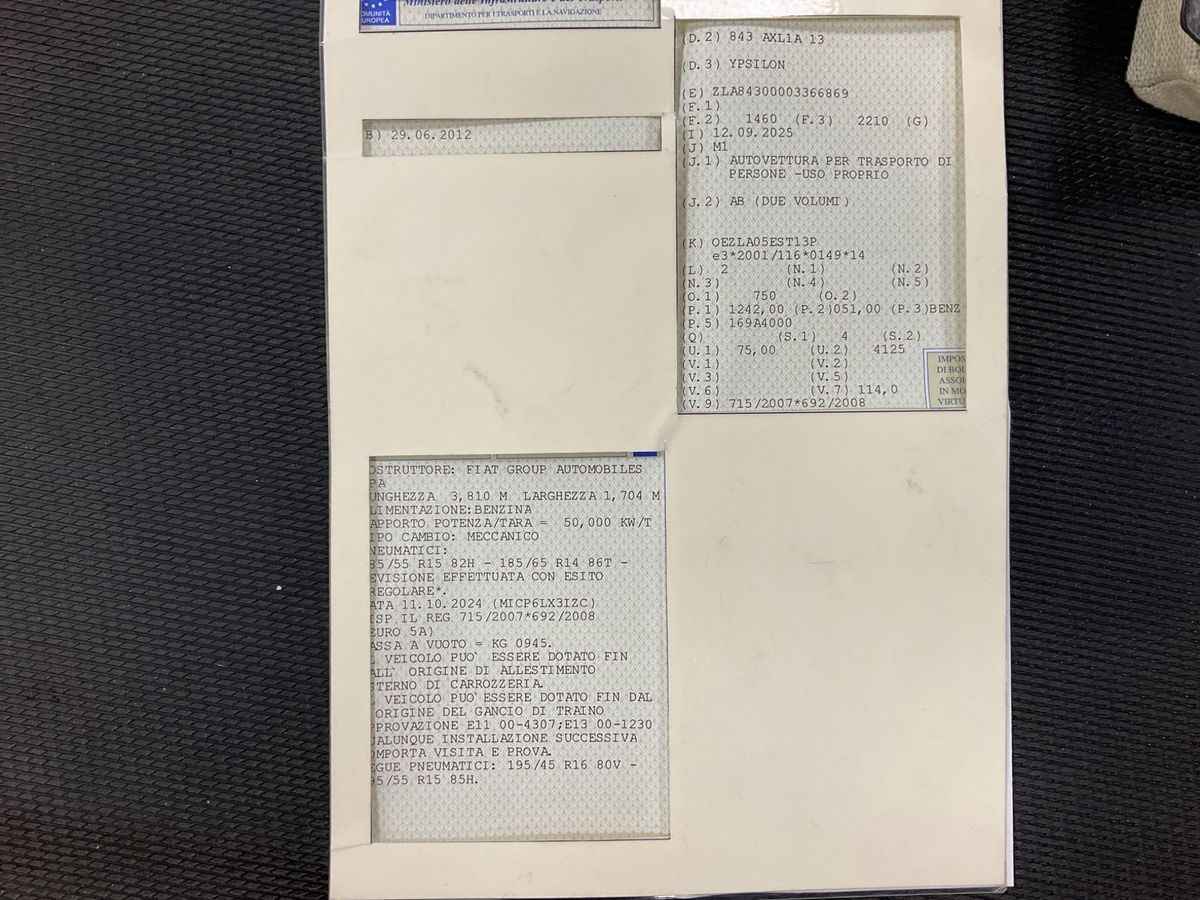 COMUNITÀ
EUROPEA
Ministero delle Infrastrutture e dei Trasporti
DIPARTIMENTO PER I TRASPORTI E LA NAVIGAZIONE
B) 29.06.2012
(D.2) 843 AXL1A 13
(D.3) YPSILON
(E) ZLA84300003366869
(F.1)
(F.2) 1460 (F.3) 2210 (G)
(I) 12.09.2025
(J) M1
(J.1) AUTOVETTURA PER TRASPORTO DI
PERSONE -USO PROPRIO
(J.2) AB (DUE VOLUMI)
(K) OEZLA05EST13P
e3*2001/116*0149*14
(L) 2 (N.1) (N.2)
(N.3) (N.4) (N.5)
(O.1) 750 (O.2)
(P.1) 1242,00 (P.2)051,00 (P.3)BENZ
(P.5) 169A4000
(Q) (S.1) 4 (S.2)
(U.1) 75,00 (U.2) 4125
(V.1) (V.2)
(V.3) (V.5)
(V.6) (V.7) 114,0
(V.9) 715/2007*692/2008
IMPOS
DI BOL
ASSOL
IN MO
VIRTU
OSTRUTTORE: FIAT GROUP AUTOMOBILES
PA
UNGHEZZA 3,810 M LARGHEZZA 1,704 M
LIMENTAZIONE:BENZINA
APPORTO POTENZA/TARA = 50,000 KW/T
IPO CAMBIO: MECCANICO
NEUMATICI:
85/55 R15 82H - 185/65 R14 86T -
EVISIONE EFFETTUATA CON ESITO
REGOLARE*.
ATA 11.10.2024 (MICP6LX3IZC)
ISP IL REG 715/2007*692/2008
EURO 5A)
ASSA A VUOTO = KG 0945.
VEICOLO PUO` ESSERE DOTATO FIN
ALL` ORIGINE DI ALLESTIMENTO
STERNO DI CARROZZERIA.
VEICOLO PUO` ESSERE DOTATO FIN DAL
ORIGINE DEL GANCIO DI TRAINO
PPROVAZIONE E11 00-4307;E13 00-1230
UALUNQUE INSTALLAZIONE SUCCESSIVA
OMPORTA VISITA E PROVA.
EGUE PNEUMATICI: 195/45 R16 80V -
95/55 R15 85H.